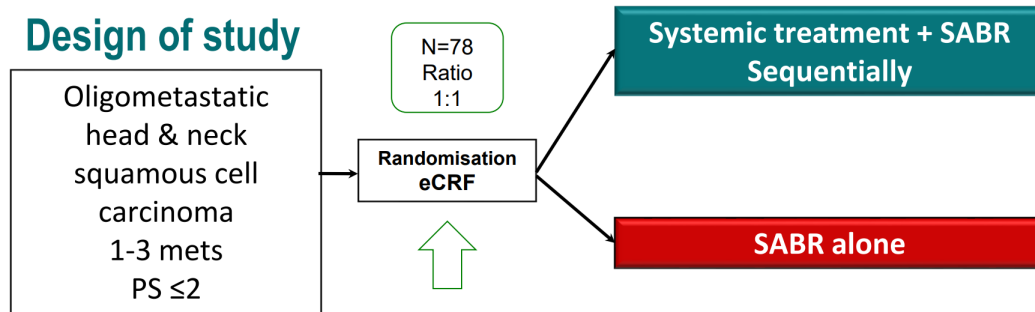 Design of study
Oligometastatic
head & neck
squamous cell
carcinoma
1-3 mets
PS ≤2
N=78
Ratio
1:1
Randomisation
eCRF
Systemic treatment + SABR
Sequentially
SABR alone